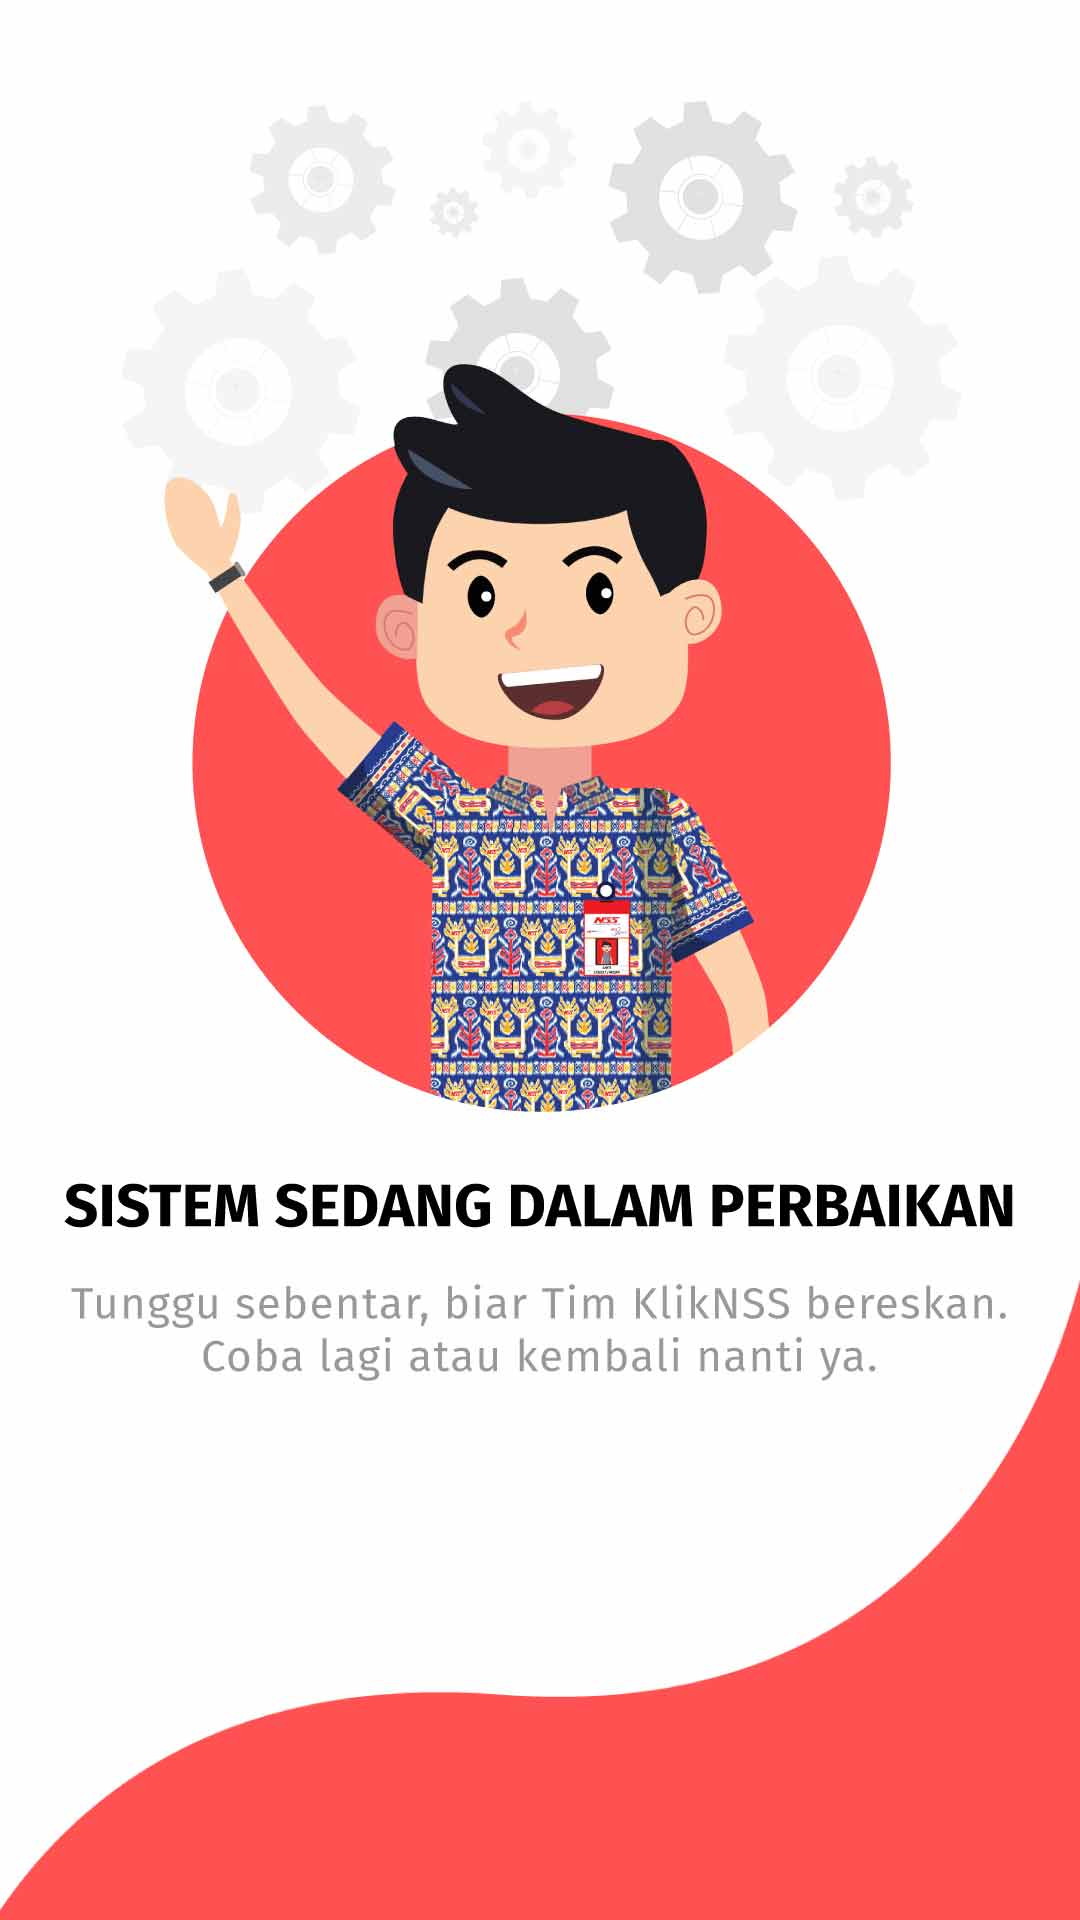 NSS
SISTEM SEDANG DALAM PERBAIKAN
Tunggu sebentar, biar Tim KlikNSS bereskan.
Coba lagi atau kembali nanti ya.